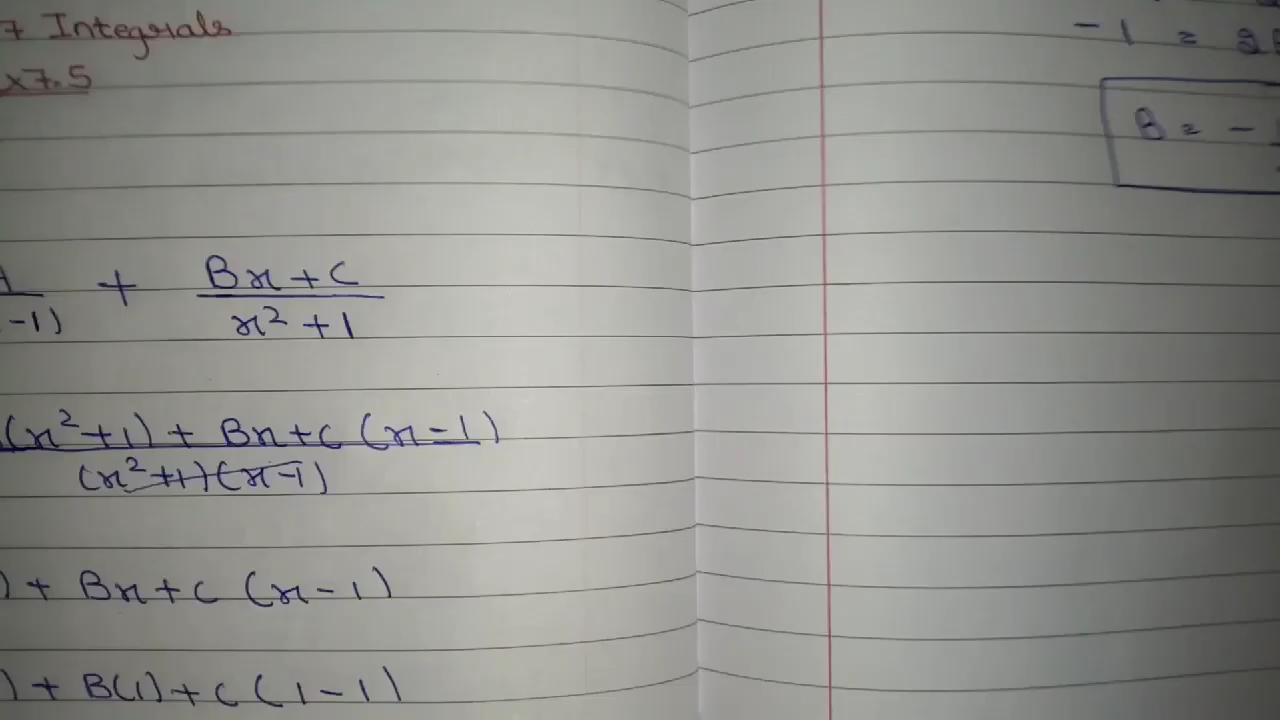 7 Integrals
x7.5
+ Bx+C
-1) x²+1
(x²+1) + Bx+C (x-1)
(x²+1)(x-1)
) + Bx+C (x-1)
) + B(1)+C (1-1)
-1 =
B = -